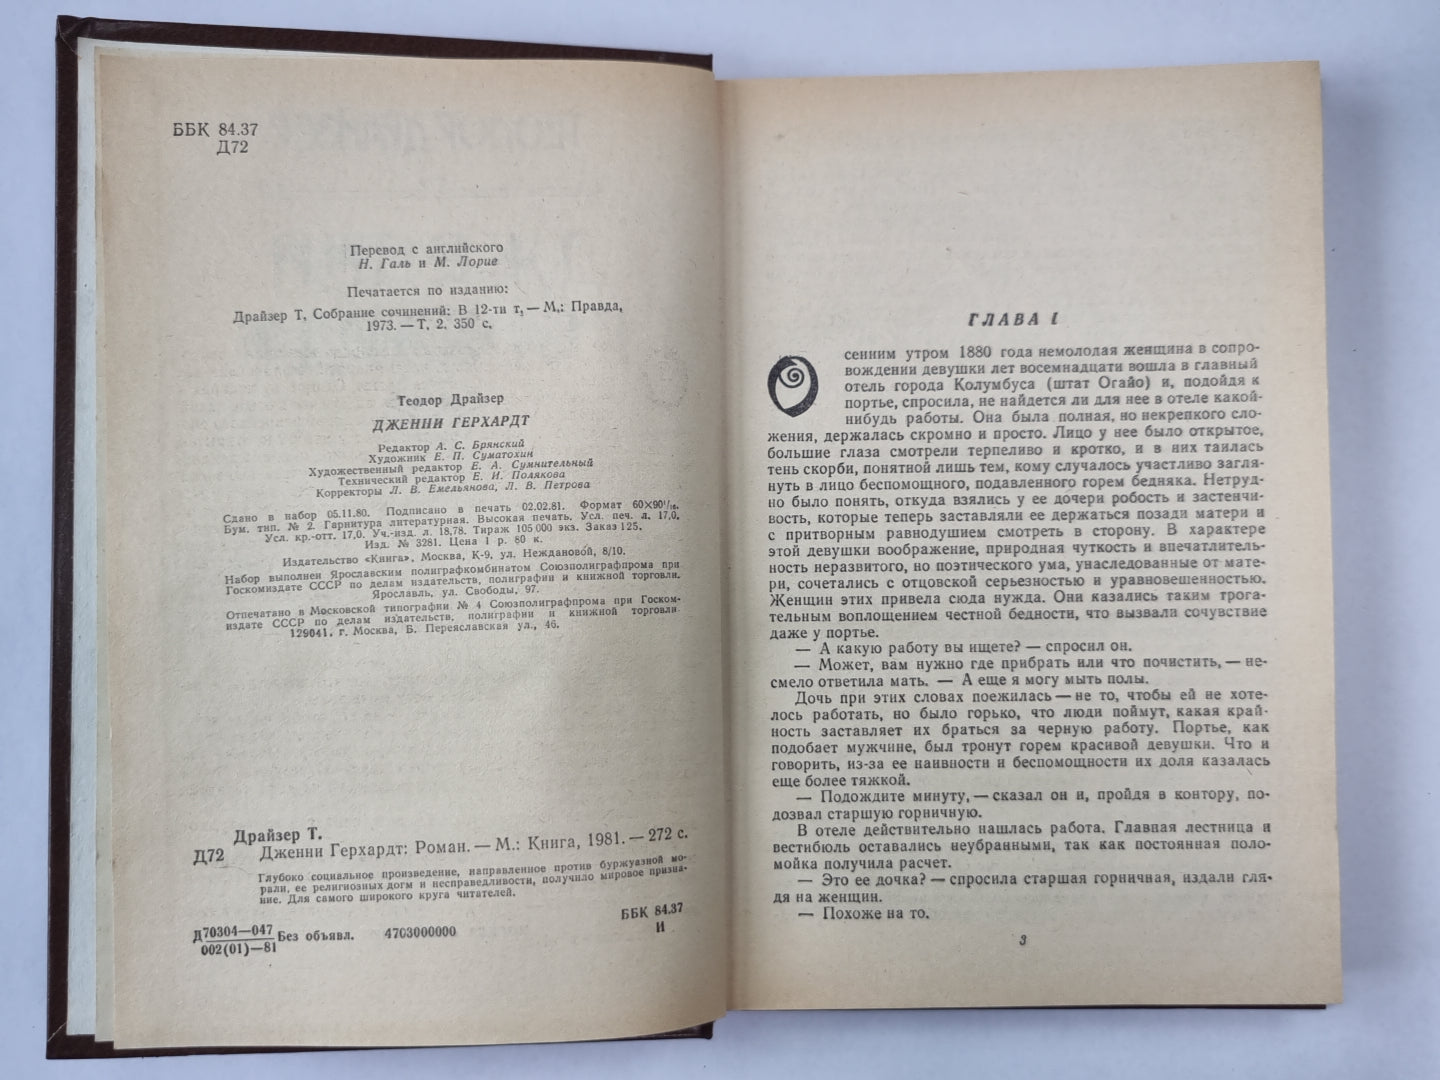 ББК 84.37
Д72
Перевод с английского
Н. Галь и М. Лорие
Печатается по изданию:
Драйзер Т. Собрание сочинений: В 12-ти т. — М.: Правда,
1973. — Т. 2. 350 с.
Теодор Драйзер
ДЖЕННИ ГЕРХАРДТ
Редактор А. С. Брянский
Художник Е. П. Суматохин
Художественный редактор Е. А. Сумнительный
Технический редактор Е. И. Полякова
Корректоры Л. В. Емельянова, Л. В. Петрова
Сдано в набор 05.11.80. Подписано в печать 02.02.81. Формат 60×90¹/₁₆.
Бум. тип. № 2. Гарнитура литературная. Высокая печать. Усл. печ. л. 17,0.
Усл. кр.-отт. 17,0. Уч.-изд. л. 18,78. Тираж 105 000 экз. Заказ 125.
Изд. № 3281. Цена 1 р. 80 к.
Издательство «Книга», Москва, К-9, ул. Неждановой, 8/10.
Набор выполнен Ярославским полиграфкомбинатом Союзполиграфпрома при
Госкомиздате СССР по делам издательств, полиграфии и книжной торговли.
Ярославль, ул. Свободы, 97.
Отпечатано в Московской типографии № 4 Союзполиграфпрома при Госком-
издате СССР по делам издательств, полиграфии и книжной торговли
129041, г. Москва, Б. Переяславская ул., 46.
Драйзер Т.
Д72 Дженни Герхардт: Роман. — М.: Книга, 1981. — 272 с.
Глубоко социальное произведение, направленное против буржуазной мо-
рали, ее религиозных догм и несправедливости, получило мировое призна-
ние. Для самого широкого круга читателей.
Д 70304—047 Без объявл. 4703000000
002(01)—81
ББК 84.37
И
ГЛАВА I
Осенним утром 1880 года немолодая женщина в сопро-
вождении девушки лет восемнадцати вошла в главный
отель города Колумбуса (штат Огайо) и, подойдя к
портье, спросила, не найдется ли для нее в отеле какой-
нибудь работы. Она была полная, но некрепкого сло-
жения, держалась скромно и просто. Лицо у нее было открытое,
большие глаза смотрели терпеливо и кротко, и в них таилась
тень скорби, понятной лишь тем, кому случалось участливо загля-
нуть в лицо беспомощного, подавленного горем бедняка. Нетруд-
но было понять, откуда взялись у ее дочери робость и застенчи-
вость, которые теперь заставляли ее держаться позади матери и
с притворным равнодушием смотреть в сторону. В характере
этой девушки воображение, природная чуткость и впечатлитель-
ность неразвитого, но поэтического ума, унаследованные от мате-
ри, сочетались с отцовской серьезностью и уравновешенностью.
Женщин этих привела сюда нужда. Они казались таким трога-
тельным воплощением честной бедности, что вызвали сочувствие
даже у портье.
— А какую работу вы ищете? — спросил он.
— Может, вам нужно где прибрать или что почистить, — не-
смело ответила мать. — А еще я могу мыть полы.
Дочь при этих словах поежилась — не то, чтобы ей не хоте-
лось работать, но было горько, что люди поймут, какая край-
ность заставляет их браться за черную работу. Портье, как
подобает мужчине, был тронут горем красивой девушки. Что и
говорить, из-за ее наивности и беспомощности их доля казалась
еще более тяжкой.
— Подождите минуту, — сказал он и, пройдя в контору, по-
дозвал старшую горничную.
В отеле действительно нашлась работа. Главная лестница и
вестибюль оставались неубранными, так как постоянная поло-
мойка получила расчет.
— Это ее дочка? — спросила старшая горничная, издали гля-
дя на женщин.
— Похоже на то.
3